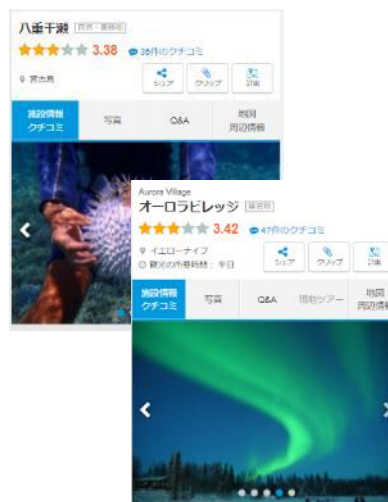 八重干瀬
3.38
36件のクチコミ
宮古島
シェア
クリップ
計画
施設情報
クチコミ
写真
Q&A
地図
周辺情報
Aurora Village
オーロラビレッジ
3.42
47件のクチコミ
イエローナイフ
観光の所要時間：半日
シェア
クリップ
計画
施設情報
クチコミ
写真
Q&A
現地ツアー
地図
周辺情報